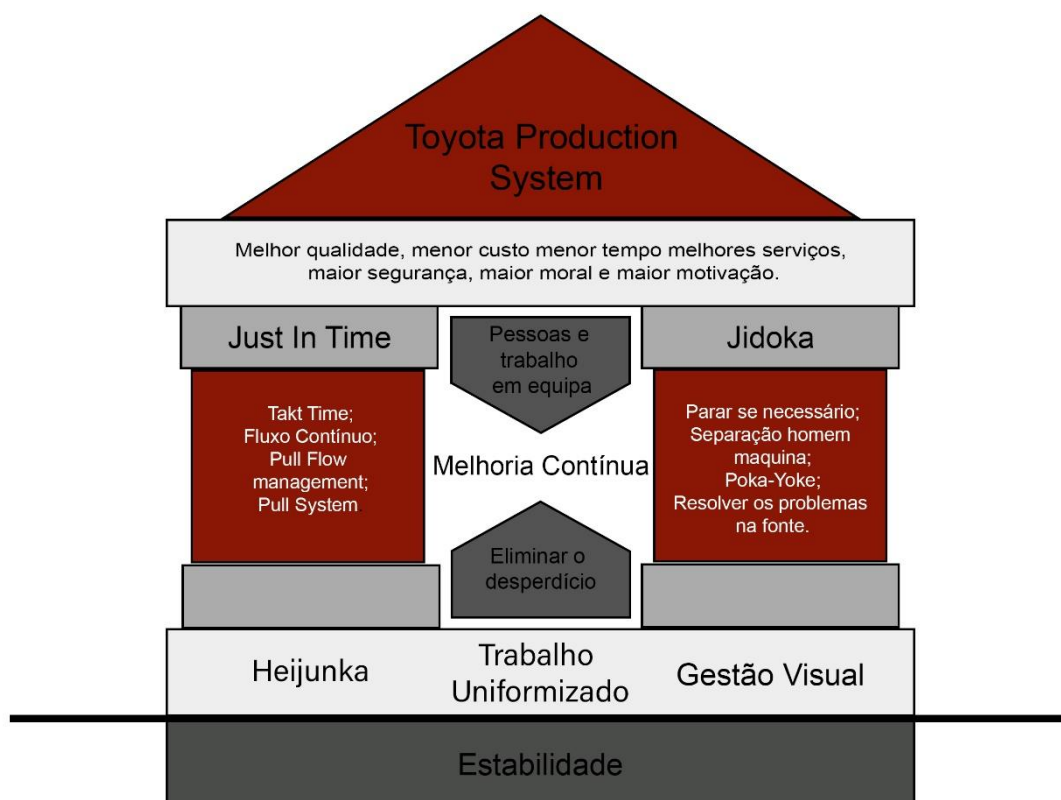 Toyota Production
System
Melhor qualidade, menor custo menor tempo melhores serviços,
maior segurança, maior moral e maior motivação.
Just In Time
Takt Time;
Fluxo Contínuo;
Pull Flow
management;
Pull System
Pessoas e
trabalho
em equipa
Melhoria Contínua
Eliminar o
desperdício
Jidoka
Parar se necessário;
Separação homem
maquina;
Poka-Yoke;
Resolver os problemas
na fonte.
Heijunka
Trabalho
Uniformizado
Gestão Visual
Estabilidade